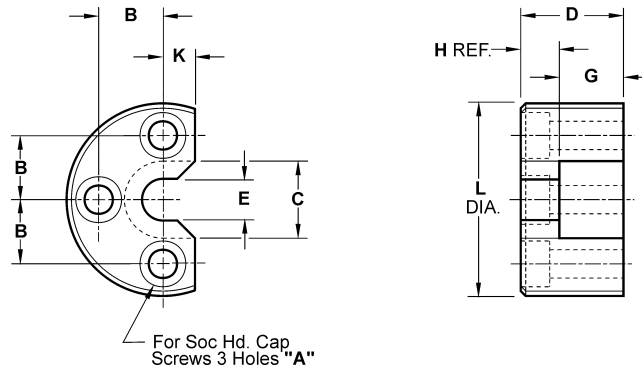 B
D
K
H REF.
G
B
B
E
C
L
DIA.
For Soc Hd. Cap
Screws 3 Holes "A"